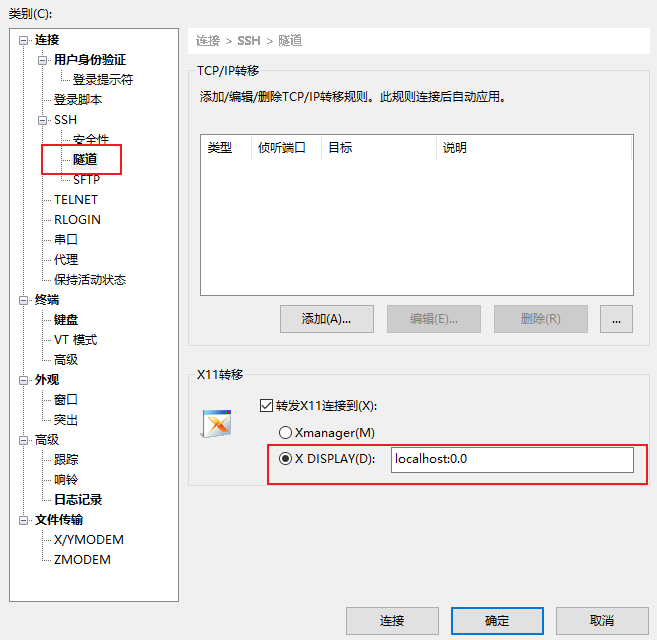 类别(C):
连接
用户身份验证
登录提示符
登录脚本
SSH
安全性
隧道
SFTP
TELNET
RLOGIN
串口
代理
保持活动状态
终端
键盘
VT 模式
高级
外观
窗口
突出
高级
跟踪
响铃
日志记录
文件传输
X/YMODEM
ZMODEM
连接 > SSH > 隧道
TCP/IP转移
添加/编辑/删除TCP/IP转移规则。此规则连接后自动应用。
类型 侦听端口 目标 说明
添加(A)... 编辑(E)... 删除(R) ...
X11转移
转发X11连接到(X):
Xmanager(M)
X DISPLAY(D): localhost:0.0
连接 确定 取消